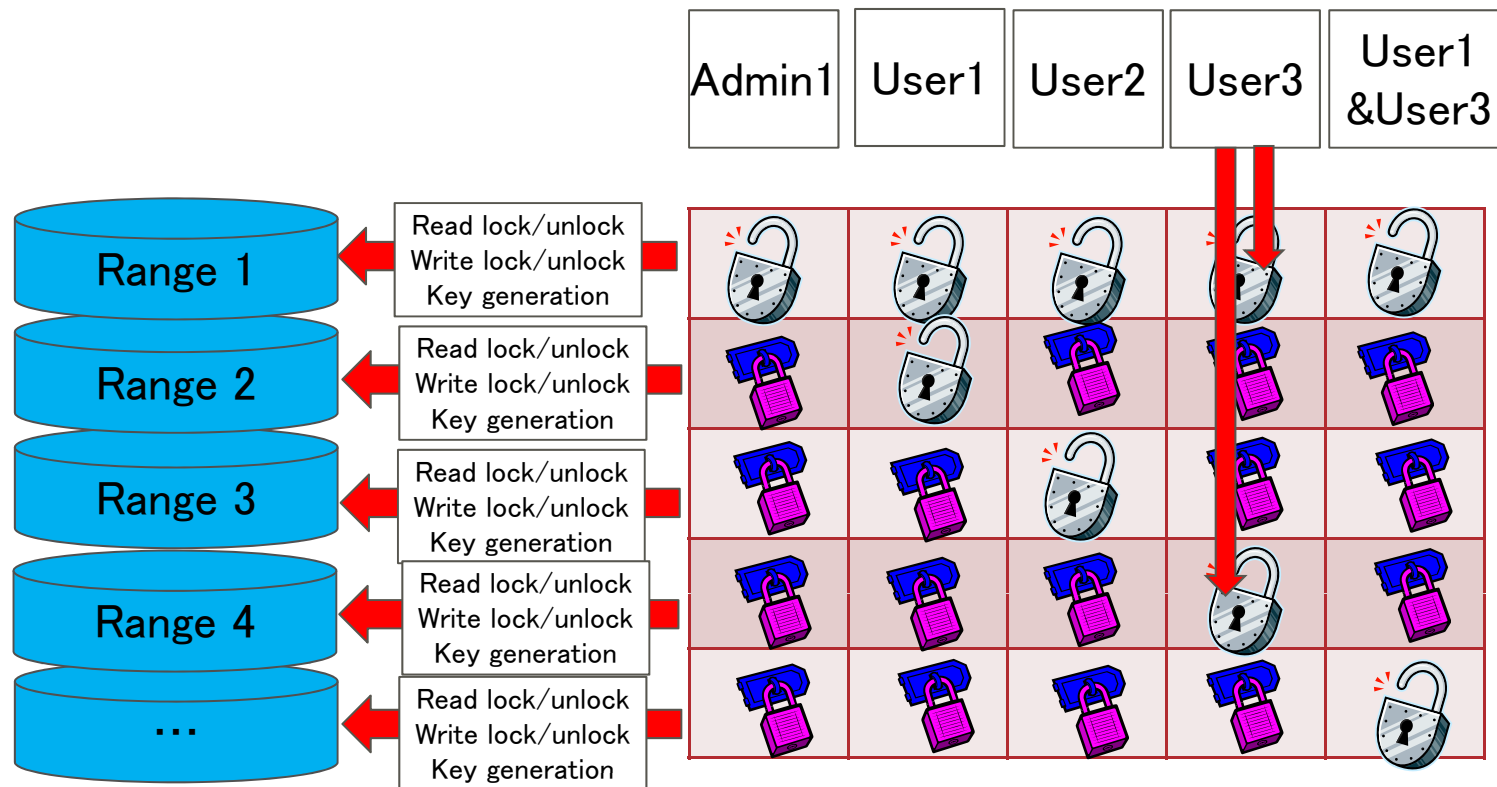 Admin1
User1
User2
User3
User1
&User3
Range 1
Read lock/unlock
Write lock/unlock
Key generation
Range 2
Read lock/unlock
Write lock/unlock
Key generation
Range 3
Read lock/unlock
Write lock/unlock
Key generation
Range 4
Read lock/unlock
Write lock/unlock
Key generation
...
Read lock/unlock
Write lock/unlock
Key generation